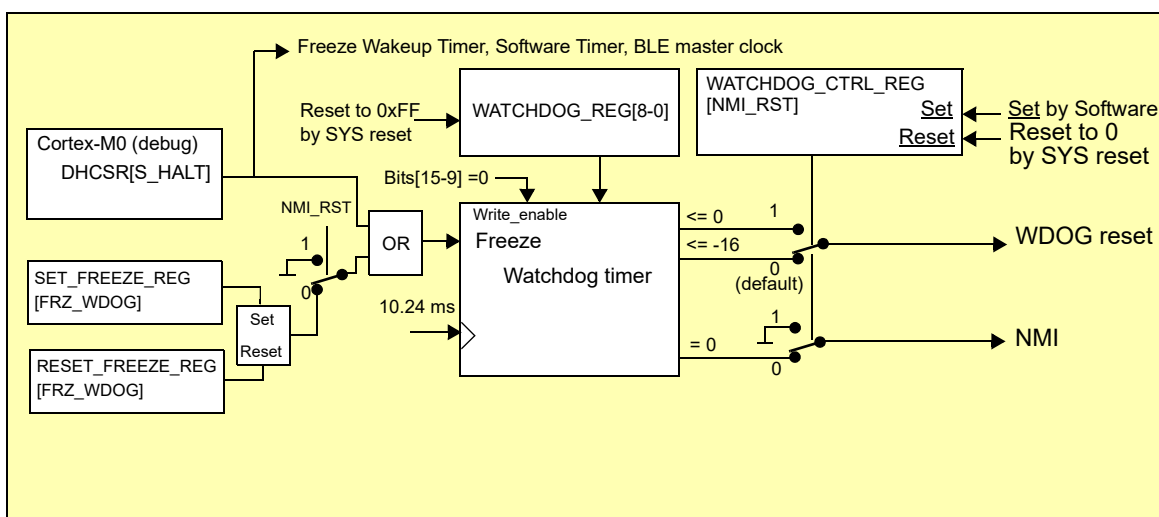 Freeze Wakeup Timer, Software Timer, BLE master clock
Reset to 0xFF
by SYS reset
WATCHDOG_REG[8-0]
WATCHDOG_CTRL_REG
[NMI_RST]
Set
Reset
Set by Software
Reset to 0
by SYS reset
Cortex-M0 (debug)
DHCSR[S_HALT]
Bits[15-9] =0
NMI_RST
1
0
OR
Write_enable
Freeze
Watchdog timer
10.24 ms
<= 0
<= -16
= 0
1
0
(default)
WDOG reset
1
0
NMI
SET_FREEZE_REG
[FRZ_WDOG]
Set
Reset
RESET_FREEZE_REG
[FRZ_WDOG]